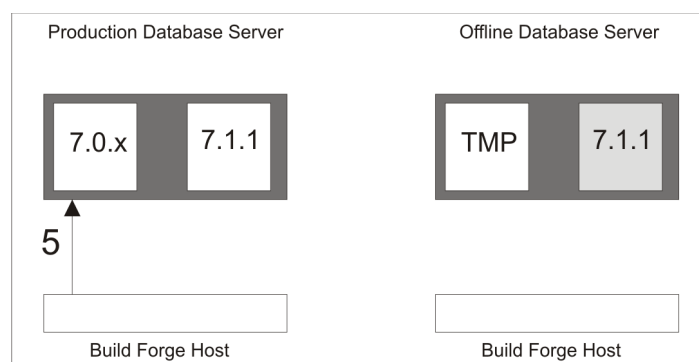 Production Database Server
Offline Database Server
7.0.x
7.1.1
TMP
7.1.1
5
Build Forge Host
Build Forge Host